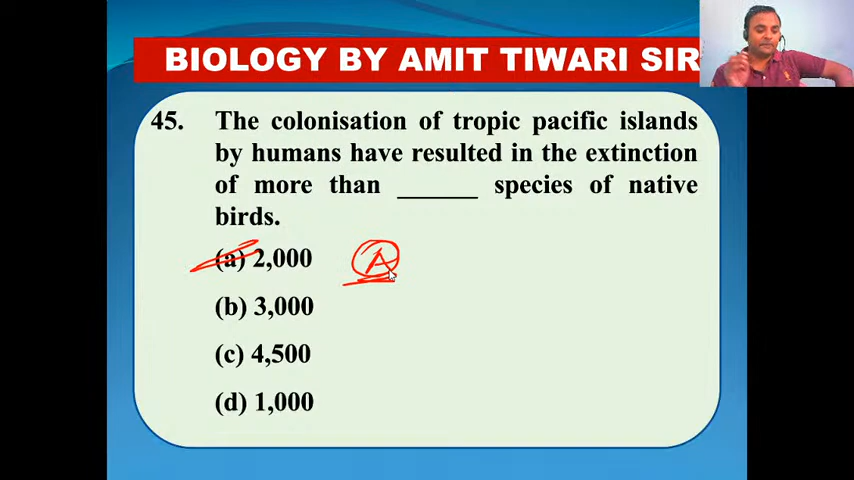 BIOLOGY BY AMIT TIWARI SIR
45. The colonisation of tropic pacific islands
by humans have resulted in the extinction
of more than ______ species of native
birds.
(a) 2,000 A
(b) 3,000
(c) 4,500
(d) 1,000